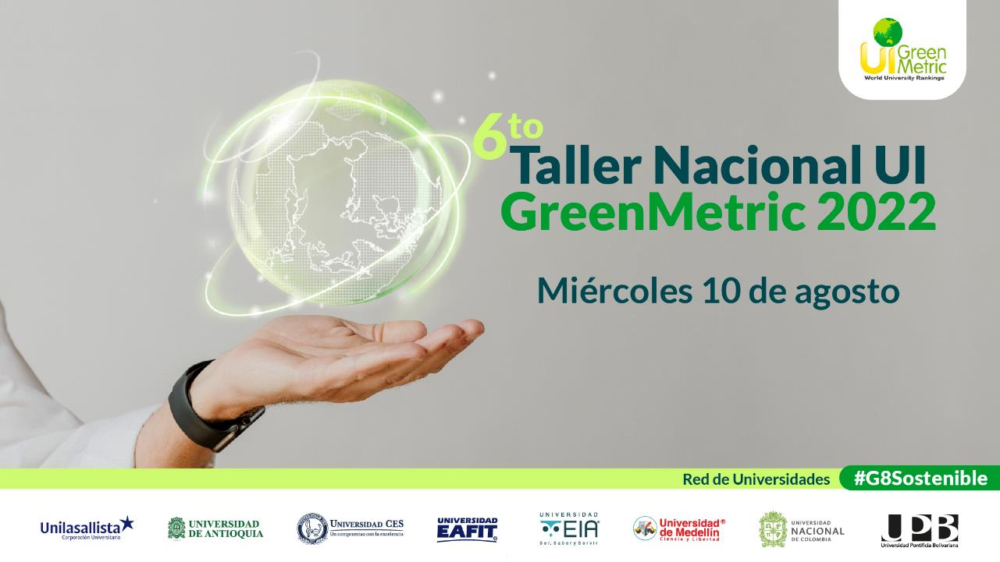 UI Green
Metric
World University Rankings
6to
Taller Nacional UI
GreenMetric 2022
Miércoles 10 de agosto
Red de Universidades
#G8Sostenible
Unilasallista
Corporación Universitaria
UNIVERSIDAD
DE ANTIOQUIA
UNIVERSIDAD CES
Un compromiso con la excelencia
UNIVERSIDAD
EAFIT®
UNIVERSIDAD
EIA®
Ser, Saber y Servir
Universidad®
de Medellín
Ciencia y Libertad
UNIVERSIDAD
NACIONAL
DE COLOMBIA
UPB
Universidad Pontificia Bolivariana